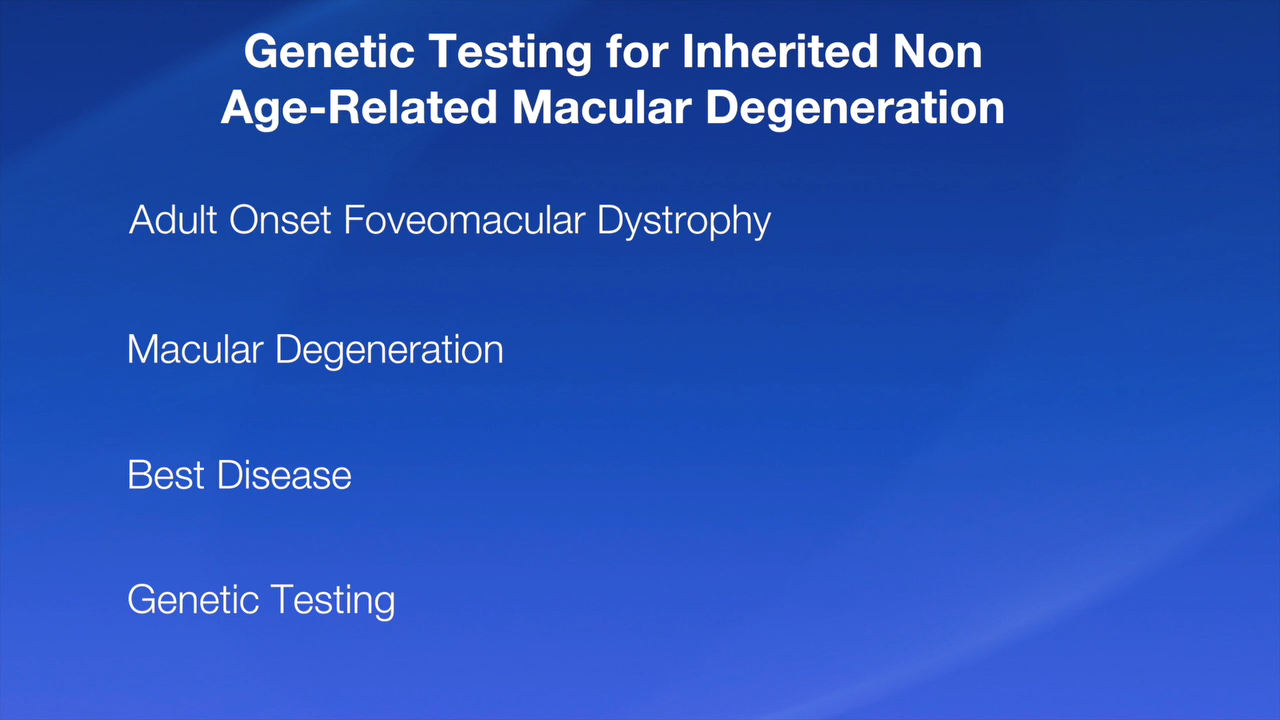 Genetic Testing for Inherited Non
Age-Related Macular Degeneration
Adult Onset Foveomacular Dystrophy
Macular Degeneration
Best Disease
Genetic Testing